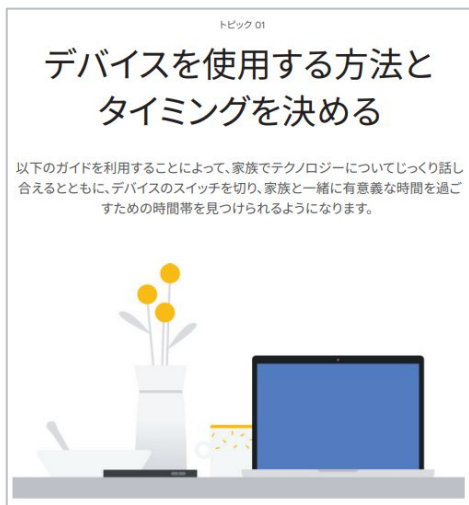 トピック 01
デバイスを使用する方法と
タイミングを決める
以下のガイドを利用することによって、家族でテクノロジーについてじっくり話し
合えるとともに、デバイスのスイッチを切り、家族と一緒に有意義な時間を過ご
すための時間帯を見つけられるようになります。